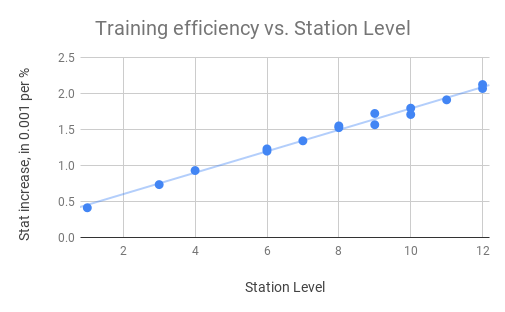 Training efficiency vs. Station Level
Stat increase, in 0.001 per %
2.5
2.0
1.5
1.0
0.5
0.0
2 4 6 8 10 12
Station Level